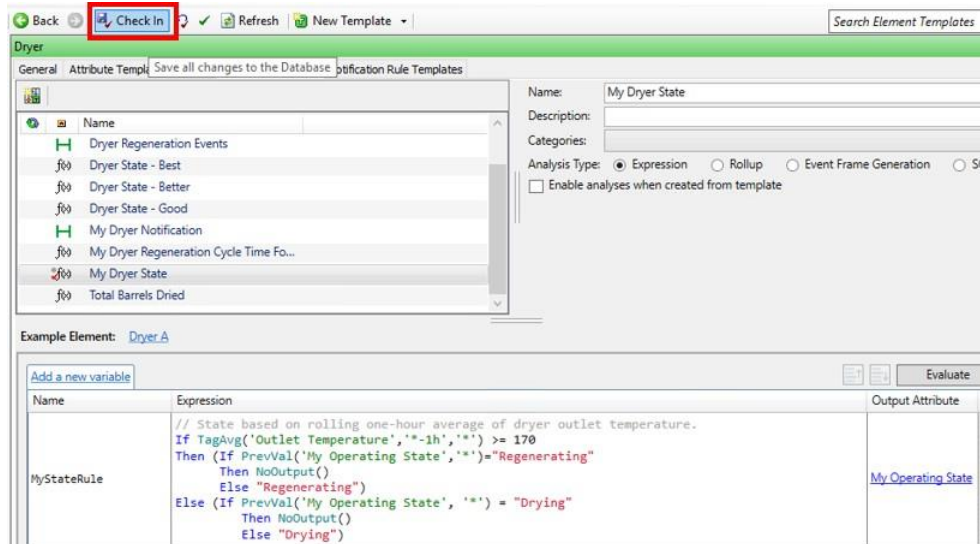 Back Check In Refresh New Template Search Element Templates
Dryer
General Attribute Templa Save all changes to the Database otification Rule Templates
Name: My Dryer State
Description:
Categories:
Analysis Type: Expression Rollup Event Frame Generation
Enable analyses when created from template
Name
Dryer Regeneration Events
f(x) Dryer State - Best
f(x) Dryer State - Better
f(x) Dryer State - Good
My Dryer Notification
f(x) My Dryer Regeneration Cycle Time Fo...
f(x) My Dryer State
f(x) Total Barrels Dried
Example Element: Dryer A
Add a new variable Evaluate
Name Expression Output Attribute
// State based on rolling one-hour average of dryer outlet temperature.
If TagAvg('Outlet Temperature','*-1h','*') >= 170
Then (If PrevVal('My Operating State','*')="Regenerating"
Then NoOutput()
MyStateRule
Else "Regenerating")
My Operating State
Else (If PrevVal('My Operating State', '*') = "Drying"
Then NoOutput()
Else "Drying")